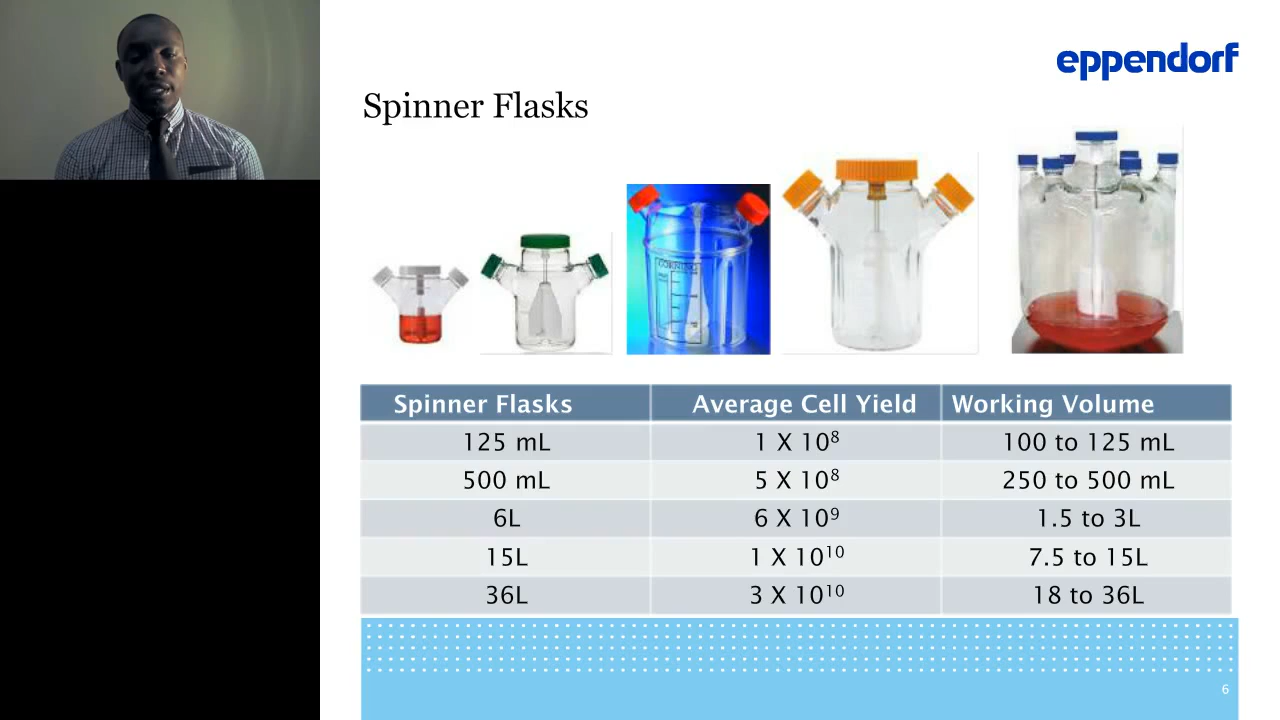 eppendorf
Spinner Flasks
CORNING
Spinner Flasks Average Cell Yield Working Volume
125 mL 1 X 10⁸ 100 to 125 mL
500 mL 5 X 10⁸ 250 to 500 mL
6L 6 X 10⁹ 1.5 to 3L
15L 1 X 10¹⁰ 7.5 to 15L
36L 3 X 10¹⁰ 18 to 36L
6